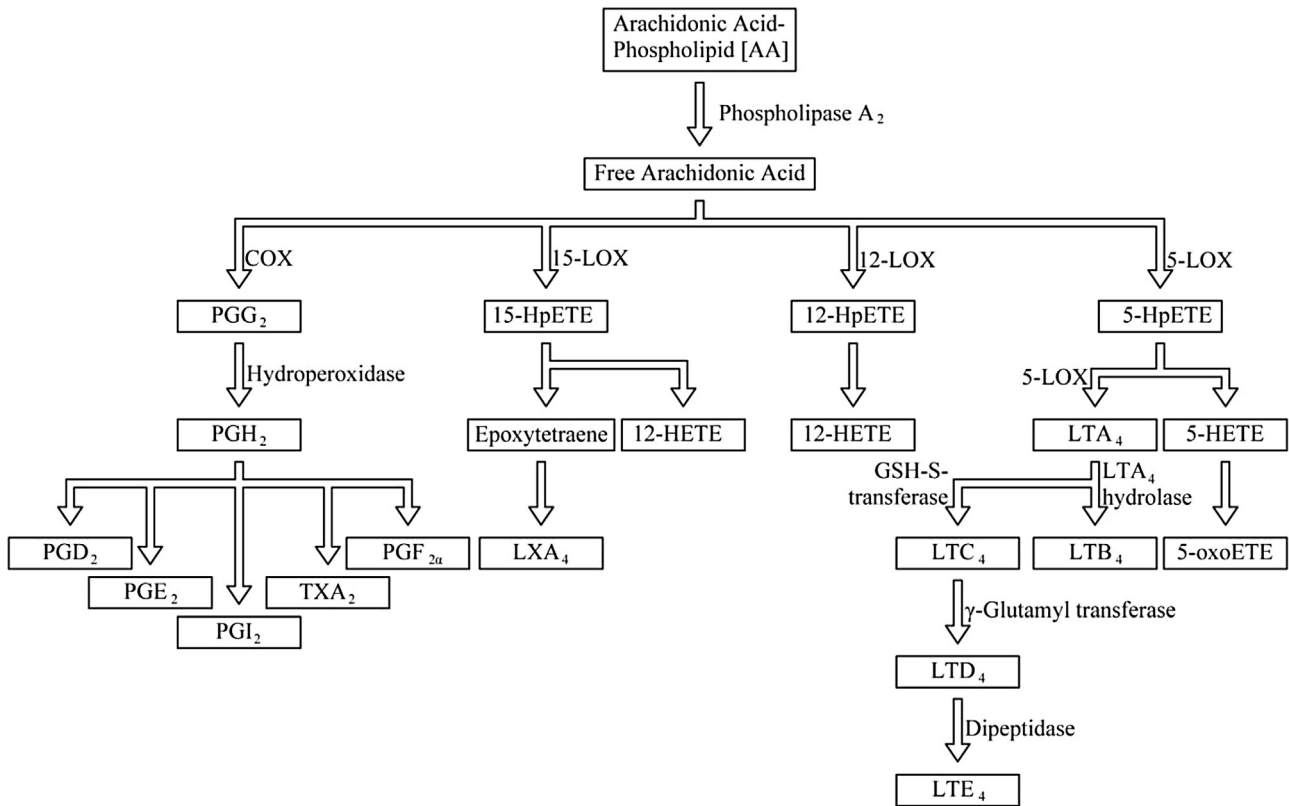 Arachidonic Acid-
Phospholipid [AA]
Phospholipase A₂
Free Arachidonic Acid
COX
15-LOX
12-LOX
5-LOX
PGG₂
15-HpETE
12-HpETE
5-HpETE
Hydroperoxidase
5-LOX
PGH₂
Epoxytetraene
12-HETE
12-HETE
LTA₄
5-HETE
GSH-S-
transferase
LTA₄
hydrolase
PGD₂
PGF₂α
LXA₄
LTC₄
LTB₄
5-oxoETE
PGE₂
TXA₂
PGI₂
γ-Glutamyl transferase
LTD₄
Dipeptidase
LTE₄